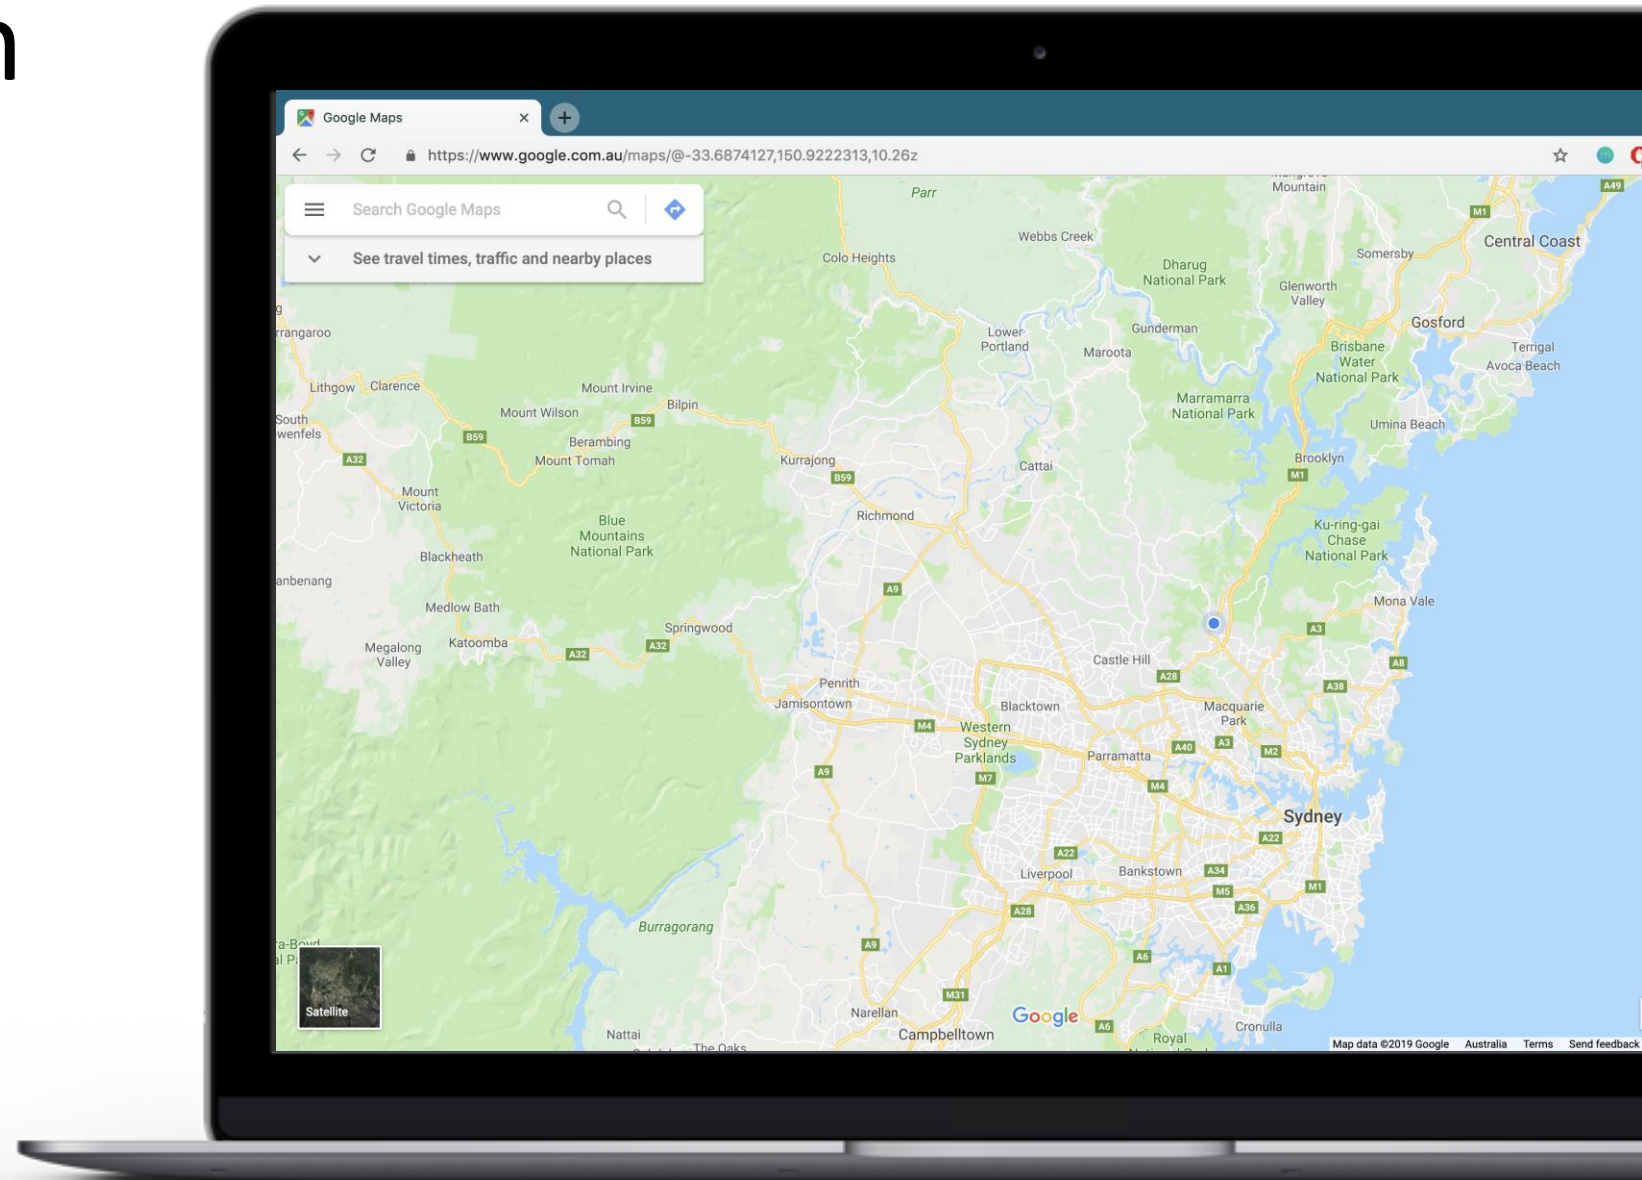 Google Maps
https://www.google.com.au/maps/@-33.6874127,150.9222313,10.26z
Search Google Maps
See travel times, traffic and nearby places
Parr
Mountain
A49
M1
Webbs Creek
Central Coast
Colo Heights
Somersby
Dharug
National Park
Glenworth
Valley
Gosford
Lower
Portland
Gunderman
Maroota
Brisbane
Water
National Park
Terrigal
Avoca Beach
Lithgow
Clarence
Mount Irvine
Mount Wilson
Bilpin
B59
Marramarra
National Park
South
B59
Berambing
Mount Tomah
Umina Beach
A32
Kurrajong
B59
Cattai
Brooklyn
M1
Mount
Victoria
Richmond
Blue
Mountains
National Park
Ku-ring-gai
Chase
National Park
Blackheath
A9
Mona Vale
Medlow Bath
Springwood
A3
Megalong
Valley
Katoomba
A32
A32
Castle Hill
A28
A8
Penrith
Jamisontown
A38
Blacktown
Macquarie
Park
M4
Western
Sydney
Parklands
M7
Parramatta
A40
A3
M2
A9
M4
Sydney
A22
A22
Liverpool
Bankstown
A34
M5
A36
M1
A28
Burragorang
A9
A6
A1
M31
Satellite
Narellan
Google
A6
Nattai
Campbelltown
Royal
Cronulla
The Oaks
Map data ©2019 Google Australia Terms Send feedback